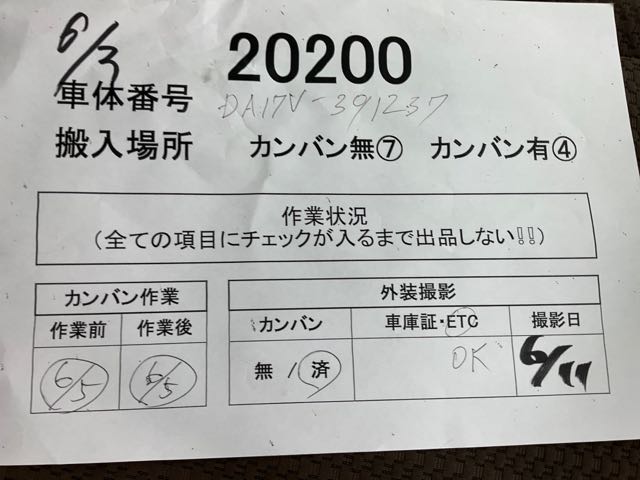 6/3
20200
車体番号 DA17V-391237
搬入場所 カンバン無⑦ カンバン有④
作業状況
(全ての項目にチェックが入るまで出品しない!!)
カンバン作業
作業前 作業後
6/5 6/5
外装撮影
カンバン 車庫証・ETC 撮影日
無 / 済 OK 6/11